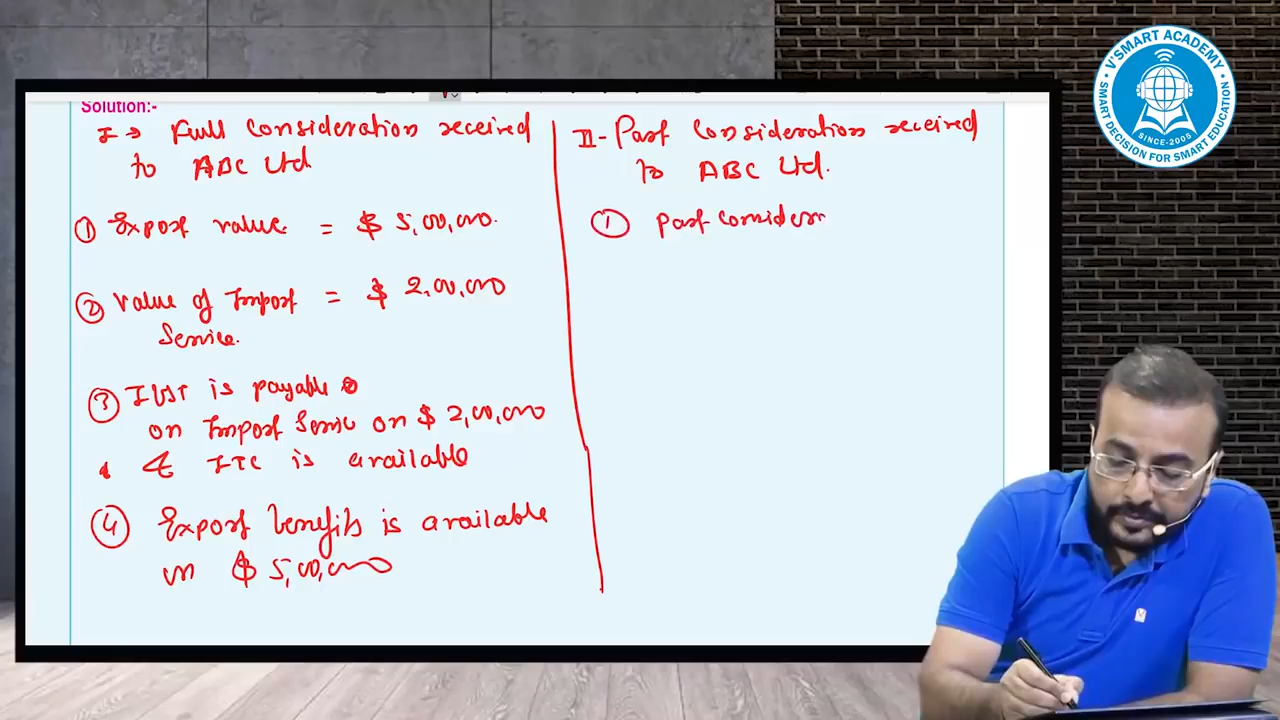 Solution:-
I → Full Consideration received
to ABC Ltd
① Export value = $ 5,00,000.
② Value of Import = $ 2,00,000
Service.
③ IGST is payable
on Import Service on $ 2,00,000
& ITC is available
④ Export benefits is available
on $ 5,00,000
II - Part Consideration received
to ABC Ltd.
① Part Consider
V'SMART ACADEMY
SMART DECISION FOR SMART EDUCATION
SINCE-2005